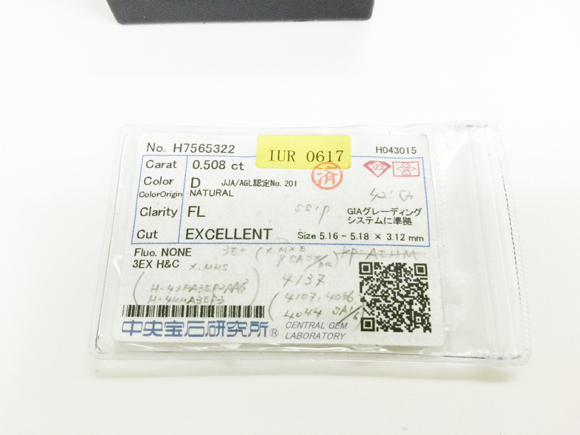 No. H7565322
IUR 0617
H043015
Carat 0.508 ct
済
Color D JJA/AGL認定No. 201
ColorOrigin NATURAL
Clarity FL
GIAグレーディング
システムに準拠
Cut EXCELLENT Size 5.16 - 5.18 × 3.12 mm
Fluo. NONE
3EX H&C
4137
中央宝石研究所®
CENTRAL GEM
LABORATORY